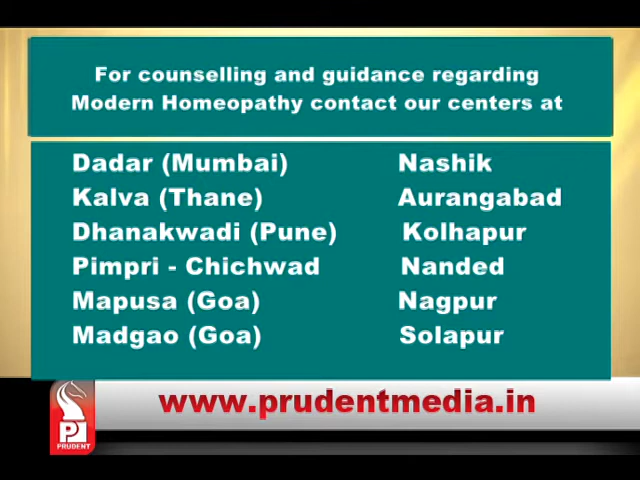 For counselling and guidance regarding
Modern Homeopathy contact our centers at
Dadar (Mumbai)
Kalva (Thane)
Dhanakwadi (Pune)
Pimpri - Chichwad
Mapusa (Goa)
Madgao (Goa)
Nashik
Aurangabad
Kolhapur
Nanded
Nagpur
Solapur
www.prudentmedia.in
P
PRUDENT